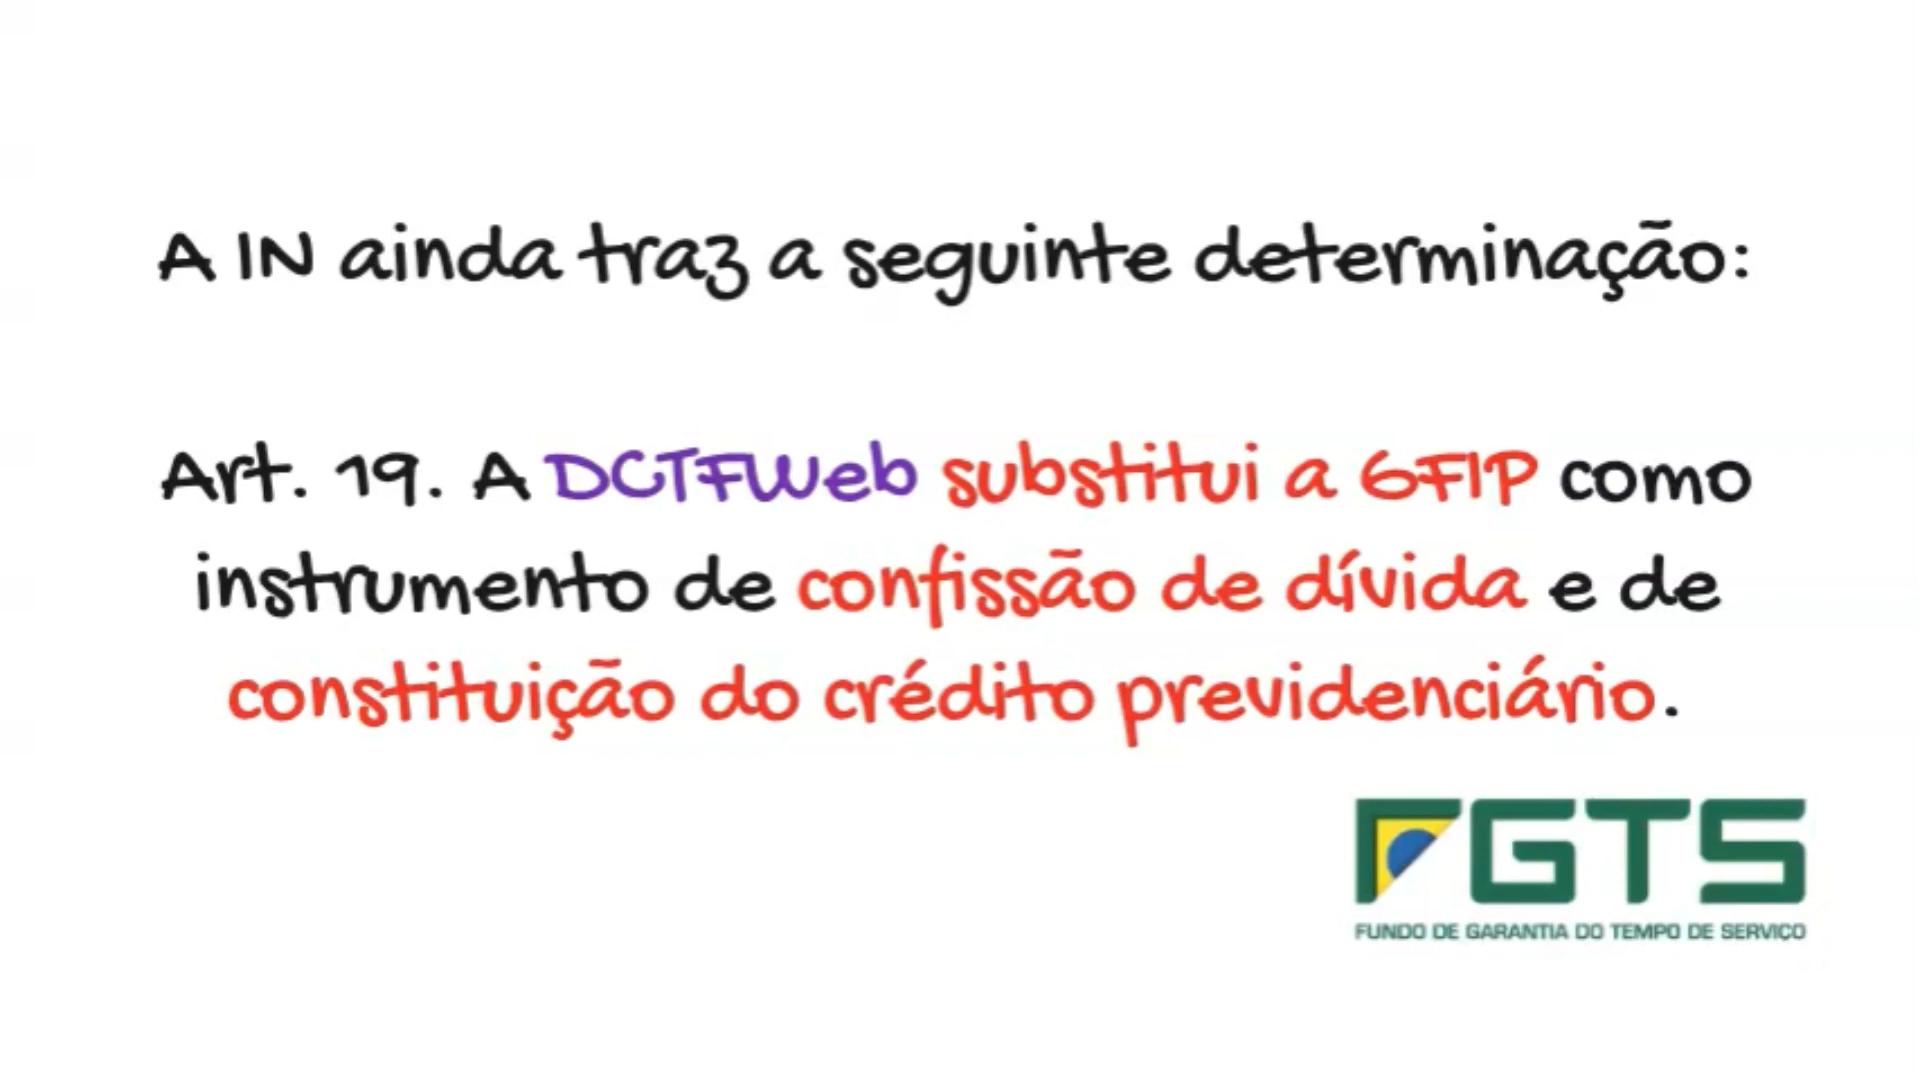 A IN ainda traz a seguinte determinação:
Art. 19. A DCTFWeb substitui a GFIP como
instrumento de confissão de dívida e de
constituição do crédito previdenciário.
FGTS
FUNDO DE GARANTIA DO TEMPO DE SERVIÇO